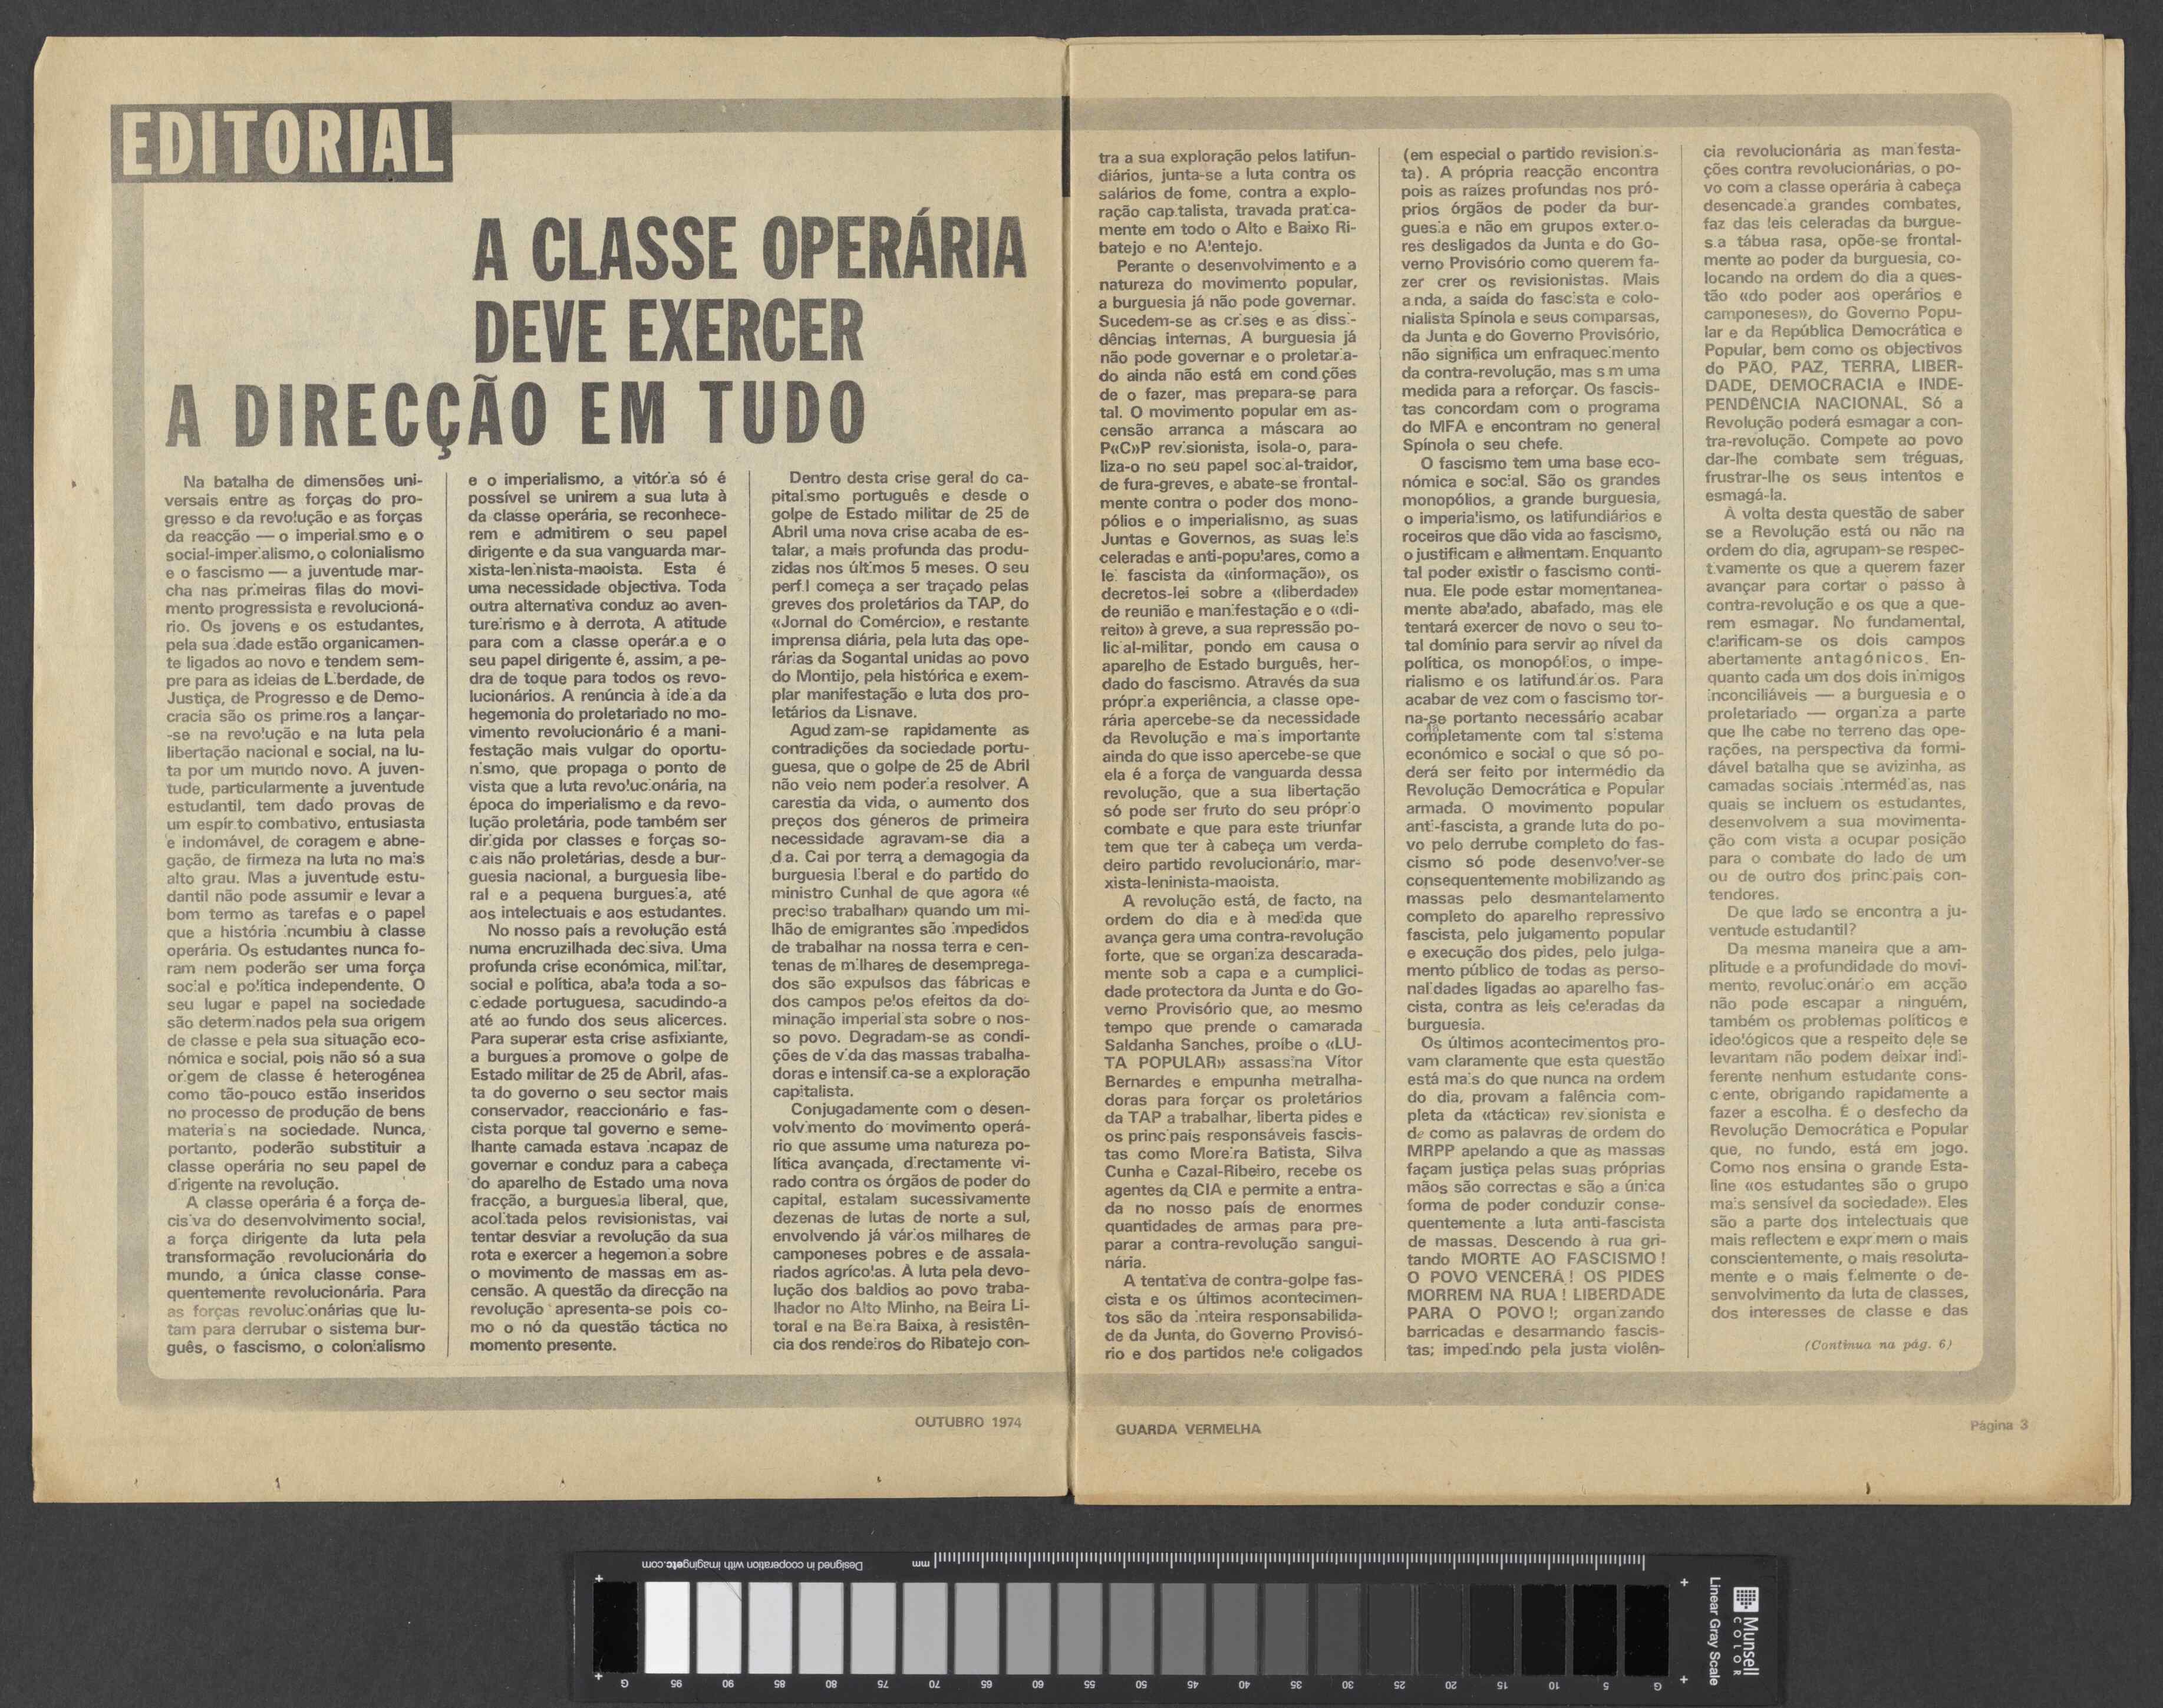 EDITORIAL
A CLASSE OPERÁRIA
DEVE EXERCER
A DIRECÇÃO EM TUDO
Na batalha de dimensões uni-
versais entre as forças do pro-
gresso e da revolução e as forças
da reacção — o imperialismo e o
social-imperialismo, o colonialismo
e o fascismo — a juventude mar-
cha nas primeiras filas do movi-
mento progressista e revolucioná-
rio. Os jovens e os estudantes,
pela sua idade estão organicamen-
te ligados ao novo e tendem sem-
pre para as ideias de Liberdade, de
Justiça, de Progresso e de Demo-
cracia são os primeiros a lançar-
-se na revolução e na luta pela
libertação nacional e social, na lu-
ta por um mundo novo. A juven-
tude, particularmente a juventude
estudantil, tem dado provas de
um espírito combativo, entusiasta
e indomável, de coragem e abne-
gação, de firmeza na luta no mais
alto grau. Mas a juventude estu-
dantil não pode assumir e levar a
bom termo as tarefas e o papel
que a história incumbiu à classe
operária. Os estudantes nunca fo-
ram nem poderão ser uma força
social e política independente. O
seu lugar e papel na sociedade
são determinados pela sua origem
de classe e pela sua situação eco-
nómica e social, pois não só a sua
origem de classe é heterogénea
como tão-pouco estão inseridos
no processo de produção de bens
materiais na sociedade. Nunca,
portanto, poderão substituir a
classe operária no seu papel de
dirigente na revolução.
A classe operária é a força de-
cisiva do desenvolvimento social,
a força dirigente da luta pela
transformação revolucionária do
mundo, a única classe conse-
quentemente revolucionária. Para
as forças revolucionárias que lu-
tam para derrubar o sistema bur-
guês, o fascismo, o colonialismo
e o imperialismo, a vitória só é
possível se unirem a sua luta à
da classe operária, se reconhece-
rem e admitirem o seu papel
dirigente e da sua vanguarda mar-
xista-leninista-maoista. Esta é
uma necessidade objectiva. Toda
outra alternativa conduz ao aven-
tureirismo e à derrota. A atitude
para com a classe operária e o
seu papel dirigente é, assim, a pe-
dra de toque para todos os revo-
lucionários. A renúncia à ideia da
hegemonia do proletariado no mo-
vimento revolucionário é a mani-
festação mais vulgar do oportu-
nismo, que propaga o ponto de
vista que a luta revolucionária, na
época do imperialismo e da revo-
lução proletária, pode também ser
dirigida por classes e forças so-
ciais não proletárias, desde a bur-
guesia nacional, a burguesia libe-
ral e a pequena burguesia, até
aos intelectuais e aos estudantes.
No nosso país a revolução está
numa encruzilhada decisiva. Uma
profunda crise económica, militar,
social e política, abala toda a so-
ciedade portuguesa, sacudindo-a
até ao fundo dos seus alicerces.
Para superar esta crise asfixiante,
a burguesia promove o golpe de
Estado militar de 25 de Abril, afas-
ta do governo o seu sector mais
conservador, reaccionário e fas-
cista porque tal governo e seme-
lhante camada estava incapaz de
governar e conduz para a cabeça
do aparelho de Estado uma nova
fracção, a burguesia liberal, que,
acolitada pelos revisionistas, vai
tentar desviar a revolução da sua
rota e exercer a hegemonia sobre
o movimento de massas em as-
censão. A questão da direcção na
revolução apresenta-se pois co-
mo o nó da questão táctica no
momento presente.
Dentro desta crise geral do ca-
pitalismo português e desde o
golpe de Estado militar de 25 de
Abril uma nova crise acaba de es-
talar, a mais profunda das produ-
zidas nos últimos 5 meses. O seu
perfil começa a ser traçado pelas
greves dos proletários da TAP, do
«Jornal do Comércio», e restante
imprensa diária, pela luta das ope-
rárias da Sogantal unidas ao povo
do Montijo, pela histórica e exem-
plar manifestação e luta dos pro-
letários da Lisnave.
Agudizam-se rapidamente as
contradições da sociedade portu-
guesa, que o golpe de 25 de Abril
não veio nem poderia resolver. A
carestia da vida, o aumento dos
preços dos géneros de primeira
necessidade agravam-se dia a
dia. Cai por terra a demagogia da
burguesia liberal e do partido do
ministro Cunhal de que agora «é
preciso trabalhar» quando um mi-
lhão de emigrantes são impedidos
de trabalhar na nossa terra e cen-
tenas de milhares de desemprega-
dos são expulsos das fábricas e
dos campos pelos efeitos da do-
minação imperialista sobre o nos-
so povo. Degradam-se as condi-
ções de vida das massas trabalha-
doras e intensifica-se a exploração
capitalista.
Conjugadamente com o desen-
volvimento do movimento operá-
rio que assume uma natureza po-
lítica avançada, directamente vi-
rado contra os órgãos de poder do
capital, estalam sucessivamente
dezenas de lutas de norte a sul,
envolvendo já vários milhares de
camponeses pobres e de assala-
riados agrícolas. À luta pela devo-
lução dos baldios ao povo traba-
lhador no Alto Minho, na Beira Li-
toral e na Beira Baixa, à resistên-
cia dos rendeiros do Ribatejo con-
OUTUBRO 1974
tra a sua exploração pelos latifun-
diários, junta-se a luta contra os
salários de fome, contra a explo-
ração capitalista, travada pratica-
mente em todo o Alto e Baixo Ri-
batejo e no Alentejo.
Perante o desenvolvimento e a
natureza do movimento popular,
a burguesia já não pode governar.
Sucedem-se as crises e as dissi-
dências internas. A burguesia já
não pode governar e o proletaria-
do ainda não está em condições
de o fazer, mas prepara-se para
tal. O movimento popular em as-
censão arranca a máscara ao
P«C»P revisionista, isola-o, para-
liza-o no seu papel social-traidor,
de fura-greves, e abate-se frontal-
mente contra o poder dos mono-
pólios e o imperialismo, as suas
Juntas e Governos, as suas leis
celeradas e anti-populares, como a
lei fascista da «informação», os
decretos-lei sobre a «liberdade»
de reunião e manifestação e o «di-
reito» à greve, a sua repressão po-
licial-militar, pondo em causa o
aparelho de Estado burguês, her-
dado do fascismo. Através da sua
própria experiência, a classe ope-
rária apercebe-se da necessidade
da Revolução e mais importante
ainda do que isso apercebe-se que
ela é a força de vanguarda dessa
revolução, que a sua libertação
só pode ser fruto do seu próprio
combate e que para este triunfar
tem que ter à cabeça um verda-
deiro partido revolucionário, mar-
xista-leninista-maoista.
A revolução está, de facto, na
ordem do dia e à medida que
avança gera uma contra-revolução
forte, que se organiza descarada-
mente sob a capa e a cumplici-
dade protectora da Junta e do Go-
verno Provisório que, ao mesmo
tempo que prende o camarada
Saldanha Sanches, proíbe o «LU-
TA POPULAR» assassina Vítor
Bernardes e empunha metralha-
doras para forçar os proletários
da TAP a trabalhar, liberta pides e
os principais responsáveis fascis-
tas como Moreira Batista, Silva
Cunha e Cazal-Ribeiro, recebe os
agentes da CIA e permite a entra-
da no nosso país de enormes
quantidades de armas para pre-
parar a contra-revolução sangui-
nária.
A tentativa de contra-golpe fas-
cista e os últimos acontecimen-
tos são da inteira responsabilida-
de da Junta, do Governo Provisó-
rio e dos partidos nele coligados
(em especial o partido revisionis-
ta). A própria reacção encontra
pois as raízes profundas nos pró-
prios órgãos de poder da bur-
guesia e não em grupos exterio-
res desligados da Junta e do Go-
verno Provisório como querem fa-
zer crer os revisionistas. Mais
ainda, a saída do fascista e colo-
nialista Spínola e seus comparsas,
da Junta e do Governo Provisório,
não significa um enfraquecimento
da contra-revolução, mas sim uma
medida para a reforçar. Os fascis-
tas concordam com o programa
do MFA e encontram no general
Spínola o seu chefe.
O fascismo tem uma base eco-
nómica e social. São os grandes
monopólios, a grande burguesia,
o imperialismo, os latifundiários e
roceiros que dão vida ao fascismo,
o justificam e alimentam. Enquanto
tal poder existir o fascismo conti-
nua. Ele pode estar momentanea-
mente abalado, abafado, mas ele
tentará exercer de novo o seu to-
tal domínio para servir ao nível da
política, os monopólios, o impe-
rialismo e os latifundiários. Para
acabar de vez com o fascismo tor-
na-se portanto necessário acabar
completamente com tal sistema
económico e social o que só po-
derá ser feito por intermédio da
Revolução Democrática e Popular
armada. O movimento popular
anti-fascista, a grande luta do po-
vo pelo derrube completo do fas-
cismo só pode desenvolver-se
consequentemente mobilizando as
massas pelo desmantelamento
completo do aparelho repressivo
fascista, pelo julgamento popular
e execução dos pides, pelo julga-
mento público de todas as perso-
nalidades ligadas ao aparelho fas-
cista, contra as leis celeradas da
burguesia.
Os últimos acontecimentos pro-
vam claramente que esta questão
está mais do que nunca na ordem
do dia, provam a falência com-
pleta da «táctica» revisionista e
de como as palavras de ordem do
MRPP apelando a que as massas
façam justiça pelas suas próprias
mãos são correctas e são a única
forma de poder conduzir conse-
quentemente a luta anti-fascista
de massas. Descendo à rua gri-
tando MORTE AO FASCISMO!
O POVO VENCERÁ! OS PIDES
MORREM NA RUA! LIBERDADE
PARA O POVO!; organizando
barricadas e desarmando fascis-
tas; impedindo pela justa violên-
cia revolucionária as manifesta-
ções contra revolucionárias, o po-
vo com a classe operária à cabeça
desencadeia grandes combates,
faz das leis celeradas da burgue-
sia tábua rasa, opõe-se frontal-
mente ao poder da burguesia, co-
locando na ordem do dia a ques-
tão «do poder aos operários e
camponeses», do Governo Popu-
lar e da República Democrática e
Popular, bem como os objectivos
do PÃO, PAZ, TERRA, LIBER-
DADE, DEMOCRACIA e INDE-
PENDÊNCIA NACIONAL. Só a
Revolução poderá esmagar a con-
tra-revolução. Compete ao povo
dar-lhe combate sem tréguas,
frustrar-lhe os seus intentos e
esmagá-la.
À volta desta questão de saber
se a Revolução está ou não na
ordem do dia, agrupam-se respec-
tivamente os que a querem fazer
avançar para cortar o passo à
contra-revolução e os que a que-
rem esmagar. No fundamental,
clarificam-se os dois campos
abertamente antagónicos. En-
quanto cada um dos dois inimigos
inconciliáveis — a burguesia e o
proletariado — organiza a parte
que lhe cabe no terreno das ope-
rações, na perspectiva da formi-
dável batalha que se avizinha, as
camadas sociais intermédias, nas
quais se incluem os estudantes,
desenvolvem a sua movimenta-
ção com vista a ocupar posição
para o combate do lado de um
ou de outro dos principais con-
tendores.
De que lado se encontra a ju-
ventude estudantil?
Da mesma maneira que a am-
plitude e a profundidade do movi-
mento revolucionário em acção
não pode escapar a ninguém,
também os problemas políticos e
ideológicos que a respeito dele se
levantam não podem deixar indi-
ferente nenhum estudante cons-
ciente, obrigando rapidamente a
fazer a escolha. É o desfecho da
Revolução Democrática e Popular
que, no fundo, está em jogo.
Como nos ensina o grande Esta-
line «os estudantes são o grupo
mais sensível da sociedade». Eles
são a parte dos intelectuais que
mais reflectem e exprimem o mais
conscientemente, o mais resoluta-
mente e o mais fielmente o de-
senvolvimento da luta de classes,
dos interesses de classe e das
(Continua na pág. 6)
GUARDA VERMELHA
Página 3
Designed in cooperation with imagingetc.com
mm
Munsell
COLOR
Linear Gray Scale
G 95 90 85 80 75 70 65 60 55 50 45 40 35 30 25 20 15 10 5 G